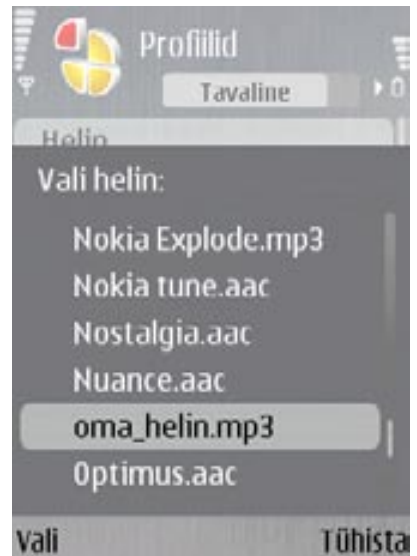 Profiilid
Tavaline
Helin
Vali helin:
Nokia Explode.mp3
Nokia tune.aac
Nostalgia.aac
Nuance.aac
oma_helin.mp3
Optimus.aac
Vali Tühista